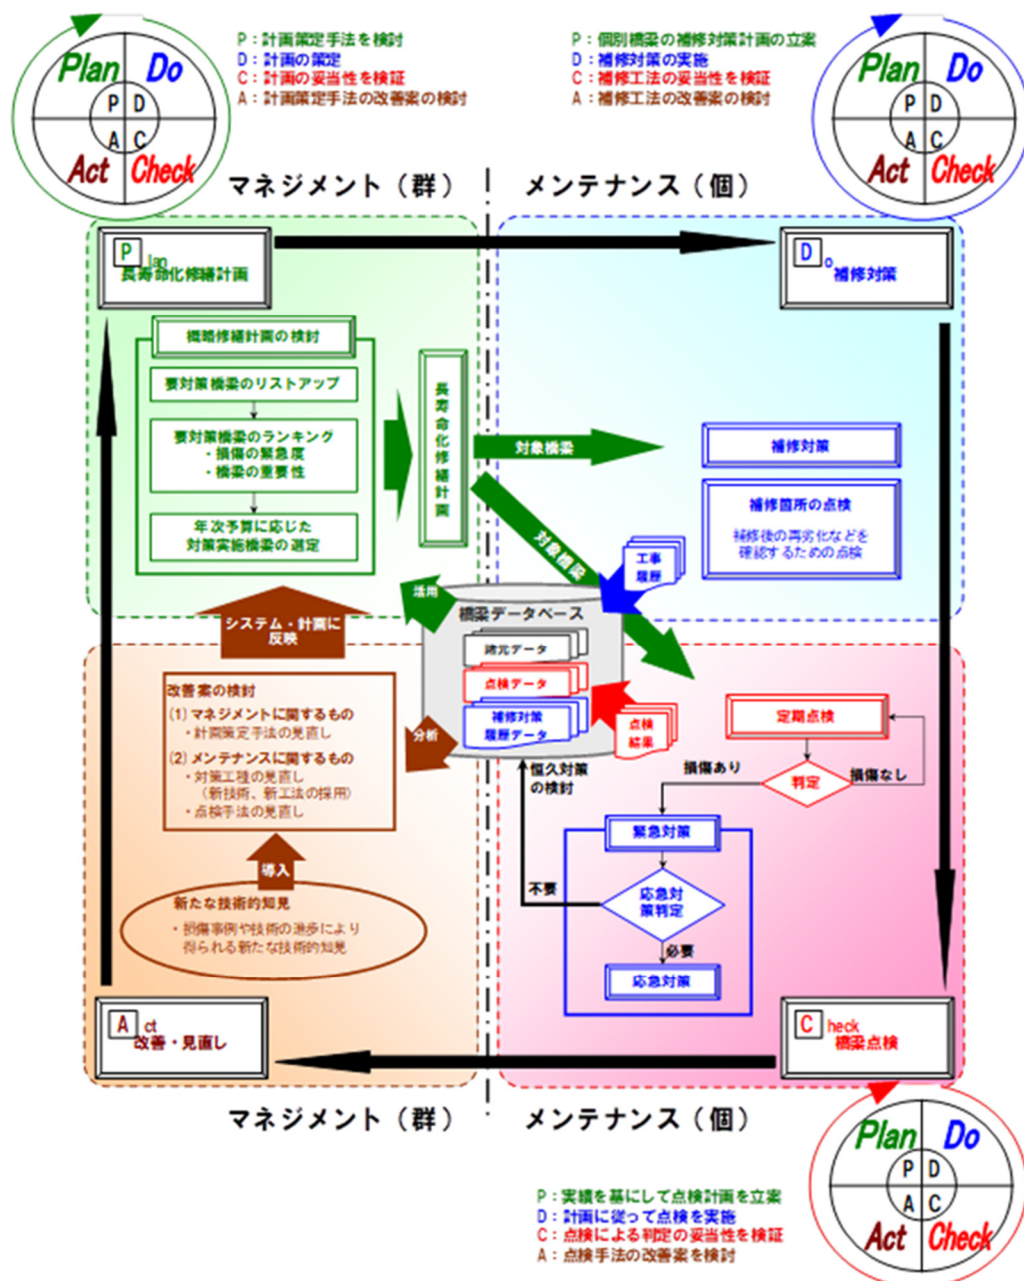 Plan Do
P D
A C
Act Check
P：計画策定手法を検討
D：計画の策定
C：計画の妥当性を検証
A：計画策定手法の改善案の検討
P：個別橋梁の補修対策計画の立案
D：補修対策の実施
C：補修工法の妥当性を検証
A：補修工法の改善案の検討
Plan Do
P D
A C
Act Check
マネジメント（群）
メンテナンス（個）
P lan
長寿命化修繕計画
D o
補修対策
概略修繕計画の検討
要対策橋梁のリストアップ
要対策橋梁のランキング
・損傷の緊急度
・橋梁の重要性
年次予算に応じた
対策実施橋梁の選定
長寿命化修繕計画
対象橋梁
対象橋梁
補修対策
補修箇所の点検
補修後の再劣化などを
確認するための点検
工事
履歴
活用
橋梁データベース
諸元データ
点検データ
補修対策
履歴データ
点検
結果
分析
システム・計画に
反映
改善案の検討
(1) マネジメントに関するもの
・計画策定手法の見直し
(2) メンテナンスに関するもの
・対策工種の見直し
（新技術、新工法の採用）
・点検手法の見直し
導入
新たな技術的知見
・損傷事例や技術の進歩により
得られる新たな技術的知見
定期点検
判定
損傷あり
損傷なし
恒久対策
の検討
緊急対策
応急対
策判定
不要
必要
応急対策
A ct
改善・見直し
C heck
橋梁点検
マネジメント（群）
メンテナンス（個）
P：実績を基にして点検計画を立案
D：計画に従って点検を実施
C：点検による判定の妥当性を検証
A：点検手法の改善案を検討
Plan Do
P D
A C
Act Check